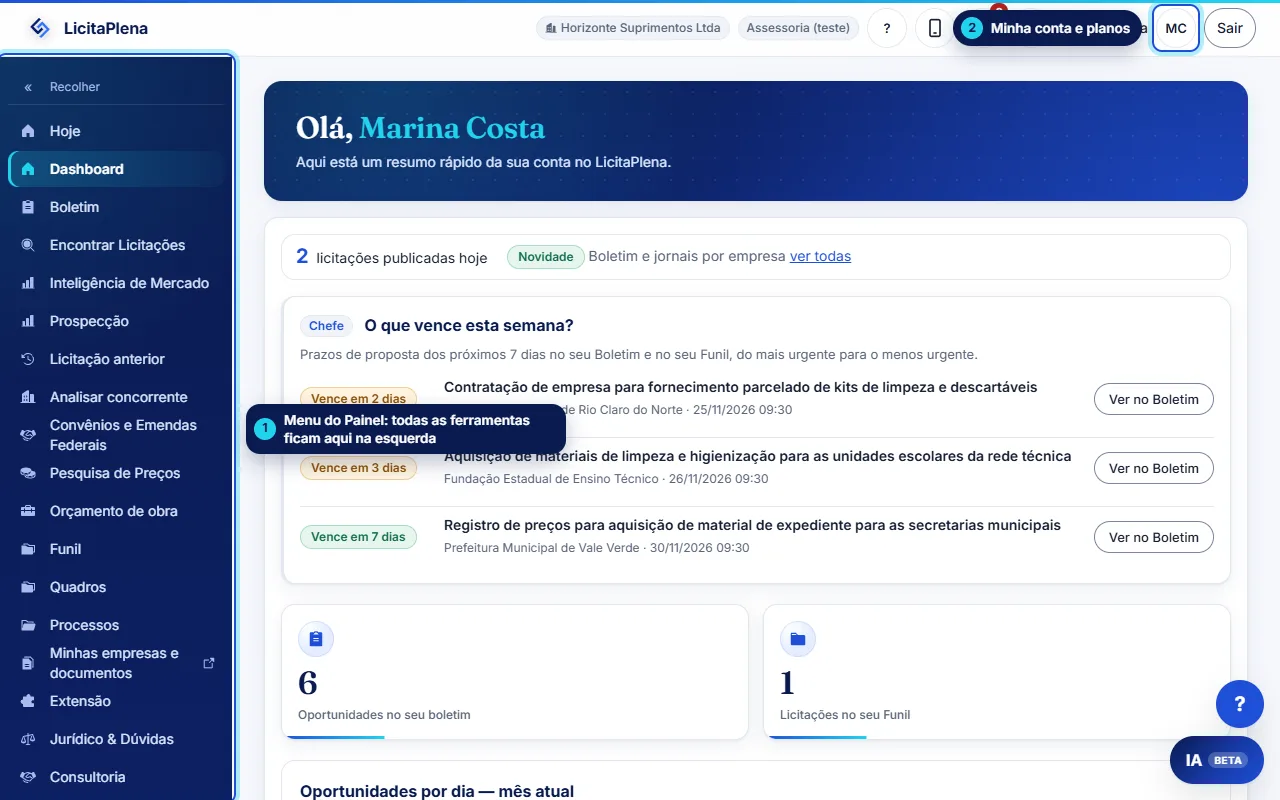 LicitaPlena
Horizonte Suprimentos Ltda
Assessoria (teste)
?
2
Minha conta e planos
a
MC
Sair
«
Recolher
Hoje
Dashboard
Boletim
Encontrar Licitações
Inteligência de Mercado
Prospecção
Licitação anterior
Analisar concorrente
Convênios e Emendas
Federais
Pesquisa de Preços
Orçamento de obra
Funil
Quadros
Processos
Minhas empresas e
documentos
Extensão
Jurídico & Dúvidas
Consultoria
Olá, Marina Costa
Aqui está um resumo rápido da sua conta no LicitaPlena.
2 licitações publicadas hoje
Novidade
Boletim e jornais por empresa ver todas
Chefe
O que vence esta semana?
Prazos de proposta dos próximos 7 dias no seu Boletim e no seu Funil, do mais urgente para o menos urgente.
Vence em 2 dias
Contratação de empresa para fornecimento parcelado de kits de limpeza e descartáveis
de Rio Claro do Norte · 25/11/2026 09:30
Ver no Boletim
1
Menu do Painel: todas as ferramentas
ficam aqui na esquerda
Vence em 3 dias
Aquisição de materiais de limpeza e higienização para as unidades escolares da rede técnica
Fundação Estadual de Ensino Técnico · 26/11/2026 09:30
Ver no Boletim
Vence em 7 dias
Registro de preços para aquisição de material de expediente para as secretarias municipais
Prefeitura Municipal de Vale Verde · 30/11/2026 09:30
Ver no Boletim
6
Oportunidades no seu boletim
1
Licitações no seu Funil
?
IA BETA
Oportunidades por dia — mês atual